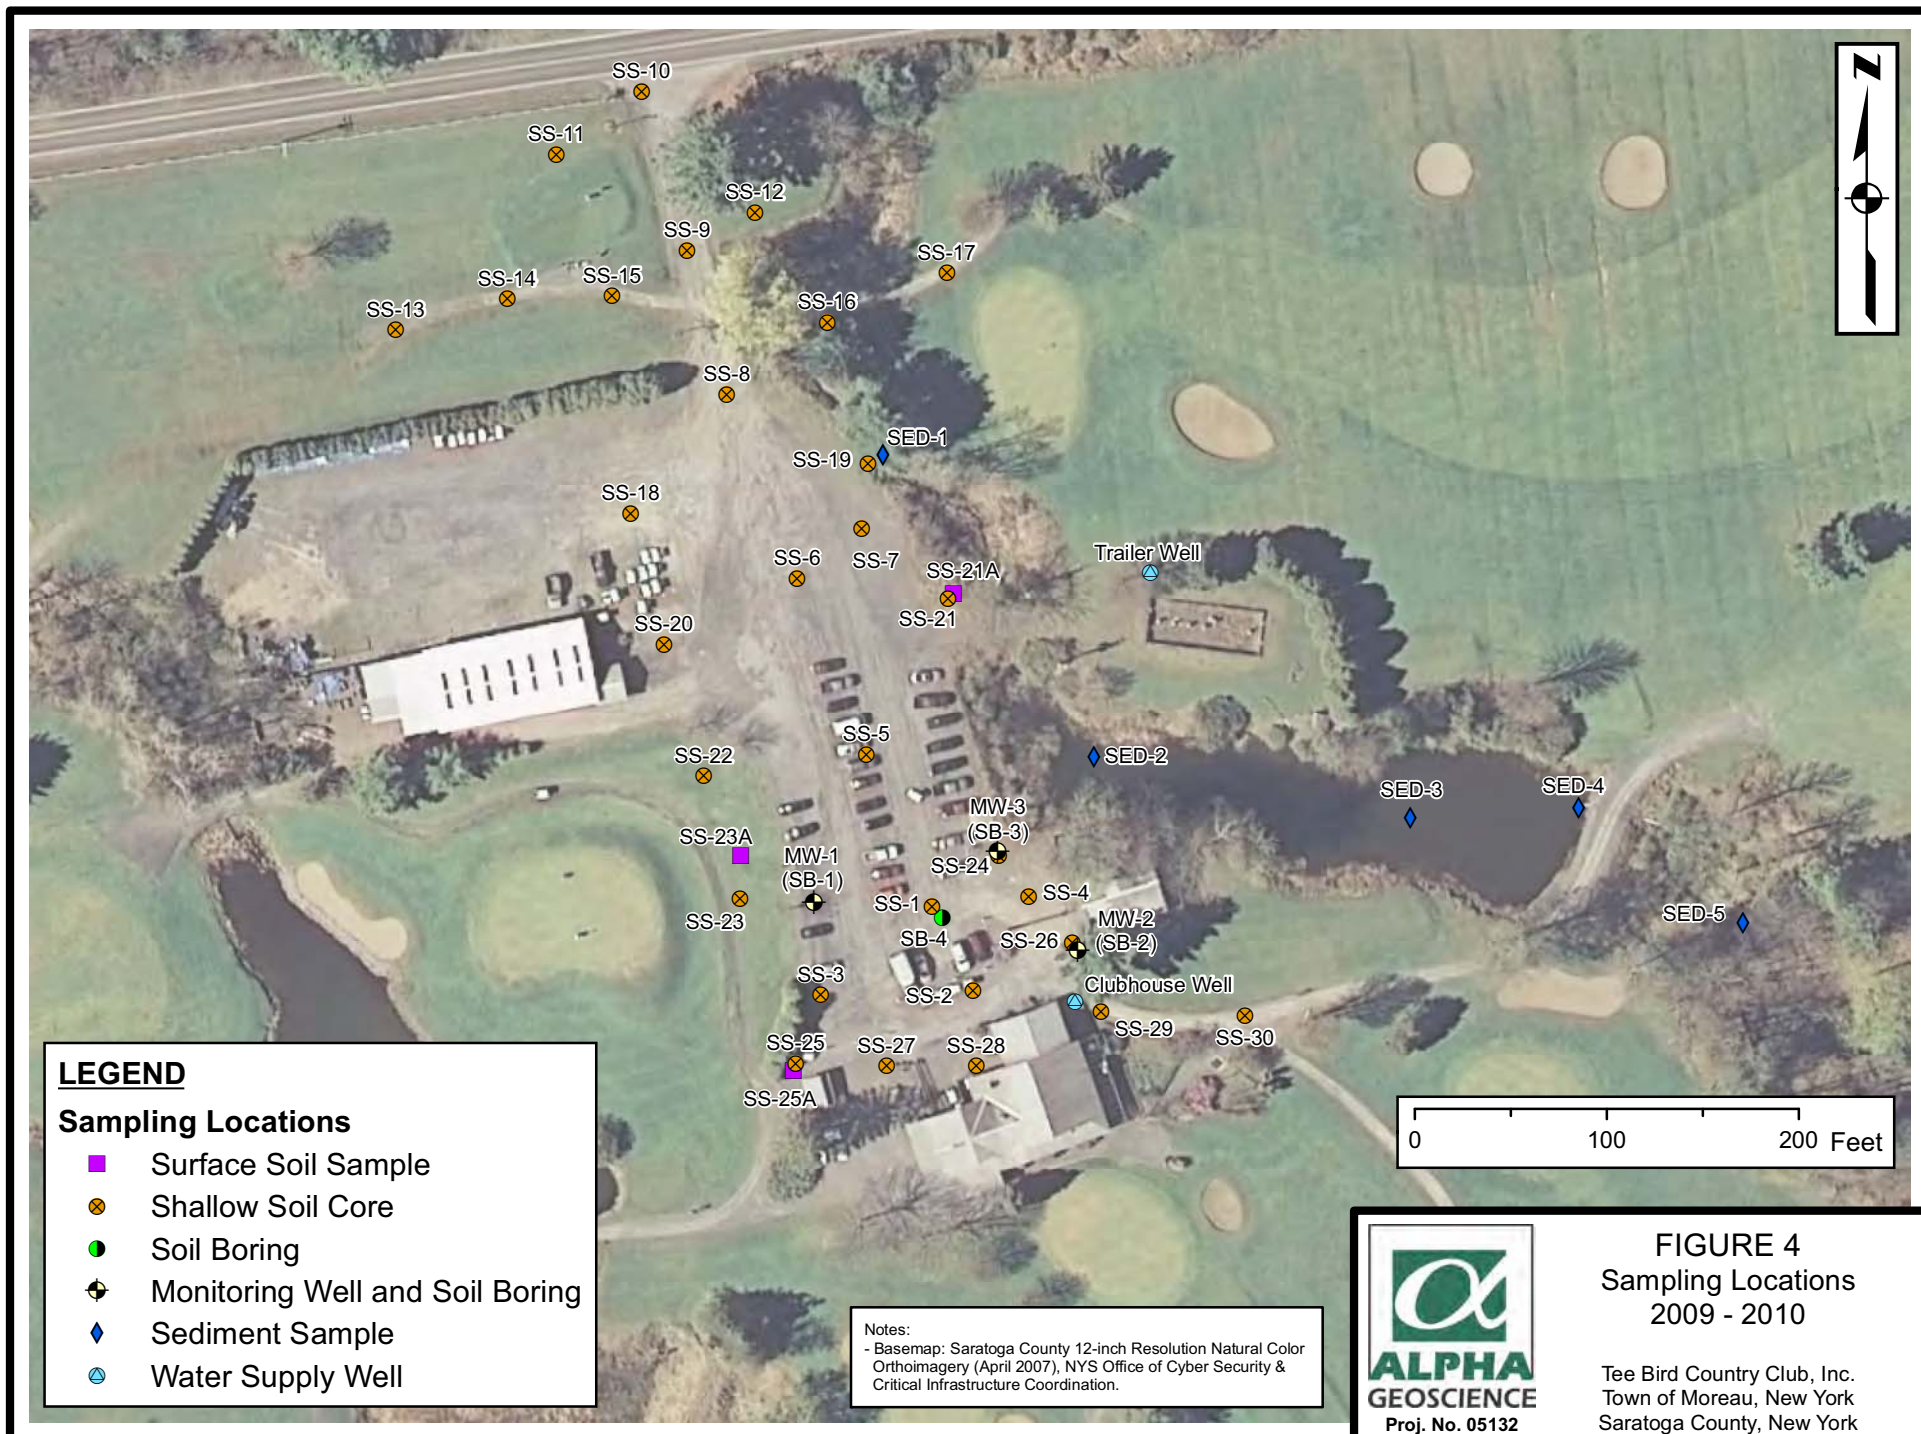 SS-10
SS-11
SS-12
SS-9
SS-17
SS-14
SS-15
SS-16
SS-13
SS-8
SED-1
SS-19
SS-18
SS-7
SS-6
Trailer Well
SS-21A
SS-21
SS-20
SS-5
SS-22
SED-2
SED-3
SED-4
MW-3
(SB-3)
SS-23A
MW-1
(SB-1)
SS-24
SS-4
SS-23
SS-1
SB-4
MW-2
(SB-2)
SS-26
SED-5
SS-3
SS-2
Clubhouse Well
SS-29
SS-30
SS-25
SS-27
SS-28
SS-25A
N
LEGEND
Sampling Locations
Surface Soil Sample
Shallow Soil Core
Soil Boring
Monitoring Well and Soil Boring
Sediment Sample
Water Supply Well
0 100 200 Feet
Notes:
- Basemap: Saratoga County 12-inch Resolution Natural Color
Orthoimagery (April 2007), NYS Office of Cyber Security &
Critical Infrastructure Coordination.
α
ALPHA
GEOSCIENCE
Proj. No. 05132
FIGURE 4
Sampling Locations
2009 - 2010
Tee Bird Country Club, Inc.
Town of Moreau, New York
Saratoga County, New York